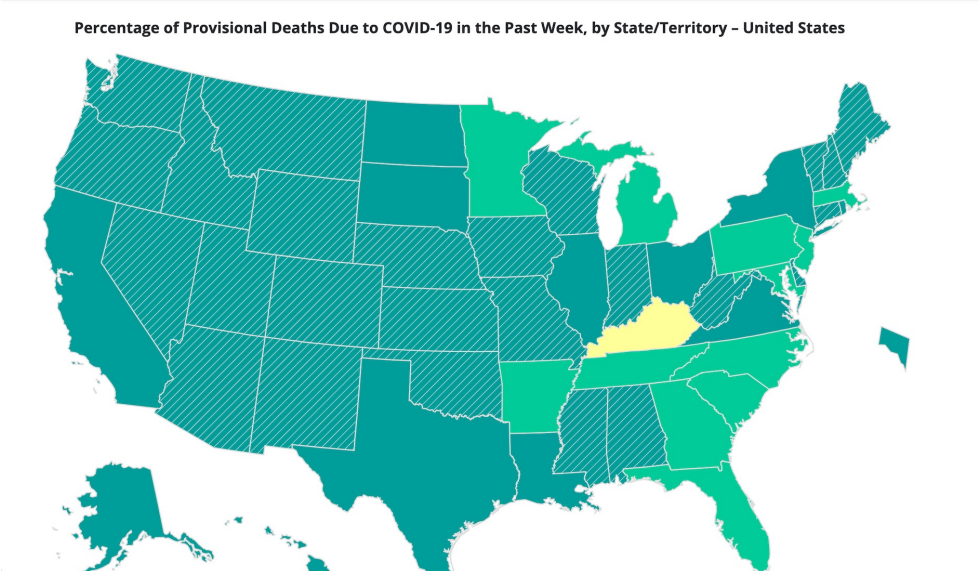 Percentage of Provisional Deaths Due to COVID-19 in the Past Week, by State/Territory – United States